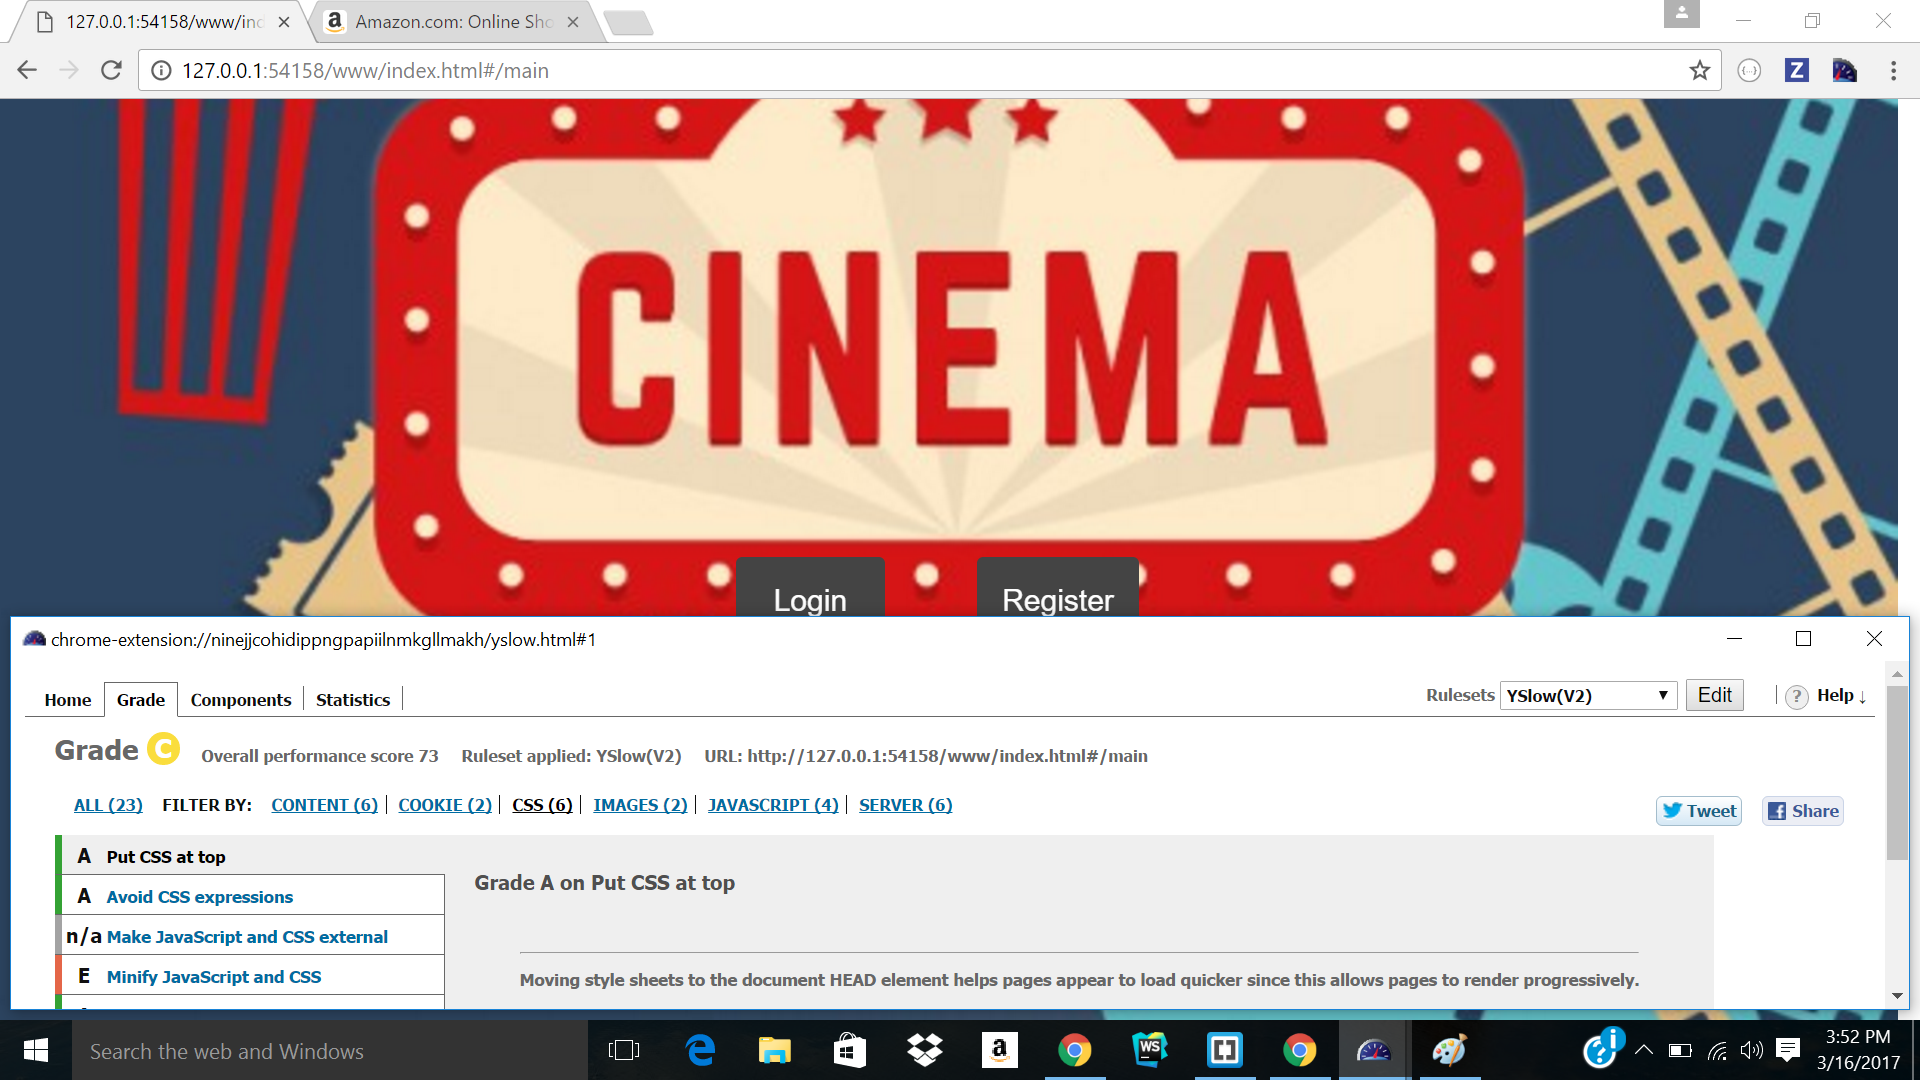 127.0.0.1:54158/www/ind
Amazon.com: Online Sho
127.0.0.1:54158/www/index.html#/main
CINEMA
Login
Register
chrome-extension://ninejjcohidippngpapiilnmkgllmakh/yslow.html#1
Home Grade Components Statistics
Rulesets YSlow(V2) Edit ? Help ↓
Grade C Overall performance score 73 Ruleset applied: YSlow(V2) URL: http://127.0.0.1:54158/www/index.html#/main
ALL (23) FILTER BY: CONTENT (6) COOKIE (2) CSS (6) IMAGES (2) JAVASCRIPT (4) SERVER (6)
Tweet Share
A Put CSS at top
A Avoid CSS expressions
n/a Make JavaScript and CSS external
E Minify JavaScript and CSS
Grade A on Put CSS at top
Moving style sheets to the document HEAD element helps pages appear to load quicker since this allows pages to render progressively.
Search the web and Windows
WS
3:52 PM
3/16/2017